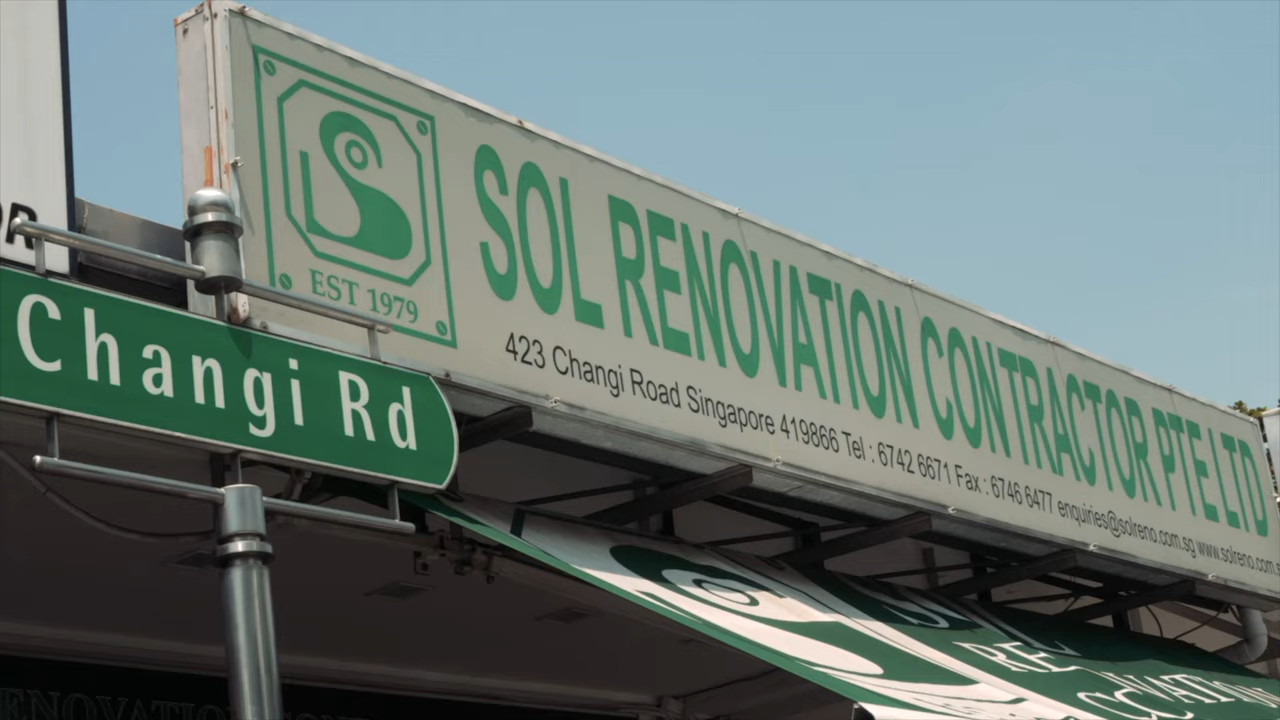 SOL RENOVATION CONTRACTOR PTE LTD
EST 1979
423 Changi Road Singapore 419866 Tel : 6742 6671 Fax : 6746 6477 enquiries@solreno.com.sg www.solreno.com.s
Changi Rd